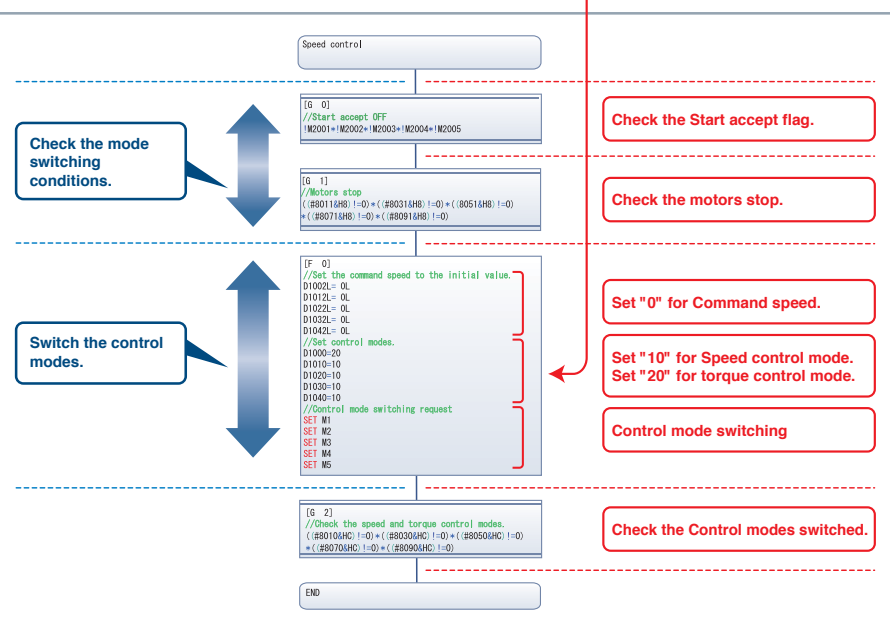 Speed control
[G 0]
//Start accept OFF
!M2001*!M2002*!M2003*!M2004*!M2005
Check the Start accept flag.
Check the mode
switching
conditions.
[G 1]
//Motors stop
((#8011&H8)!=0)*((#8031&H8)!=0)*((8051&H8)!=0)
*((#8071&H8)!=0)*((#8091&H8)!=0)
Check the motors stop.
[F 0]
//Set the command speed to the initial value.
D1002L= 0L
D1012L= 0L
D1022L= 0L
D1032L= 0L
D1042L= 0L
Set "0" for Command speed.
Switch the control
modes.
//Set control modes.
D1000=20
D1010=10
D1020=10
D1030=10
D1040=10
Set "10" for Speed control mode.
Set "20" for torque control mode.
//Control mode switching request
SET M1
SET M2
SET M3
SET M4
SET M5
Control mode switching
[G 2]
//Check the speed and torque control modes.
((#8010&HC)!=0)*((#8030&HC)!=0)*((#8050&HC)!=0)
*((#8070&HC)!=0)*((#8090&HC)!=0)
Check the Control modes switched.
END